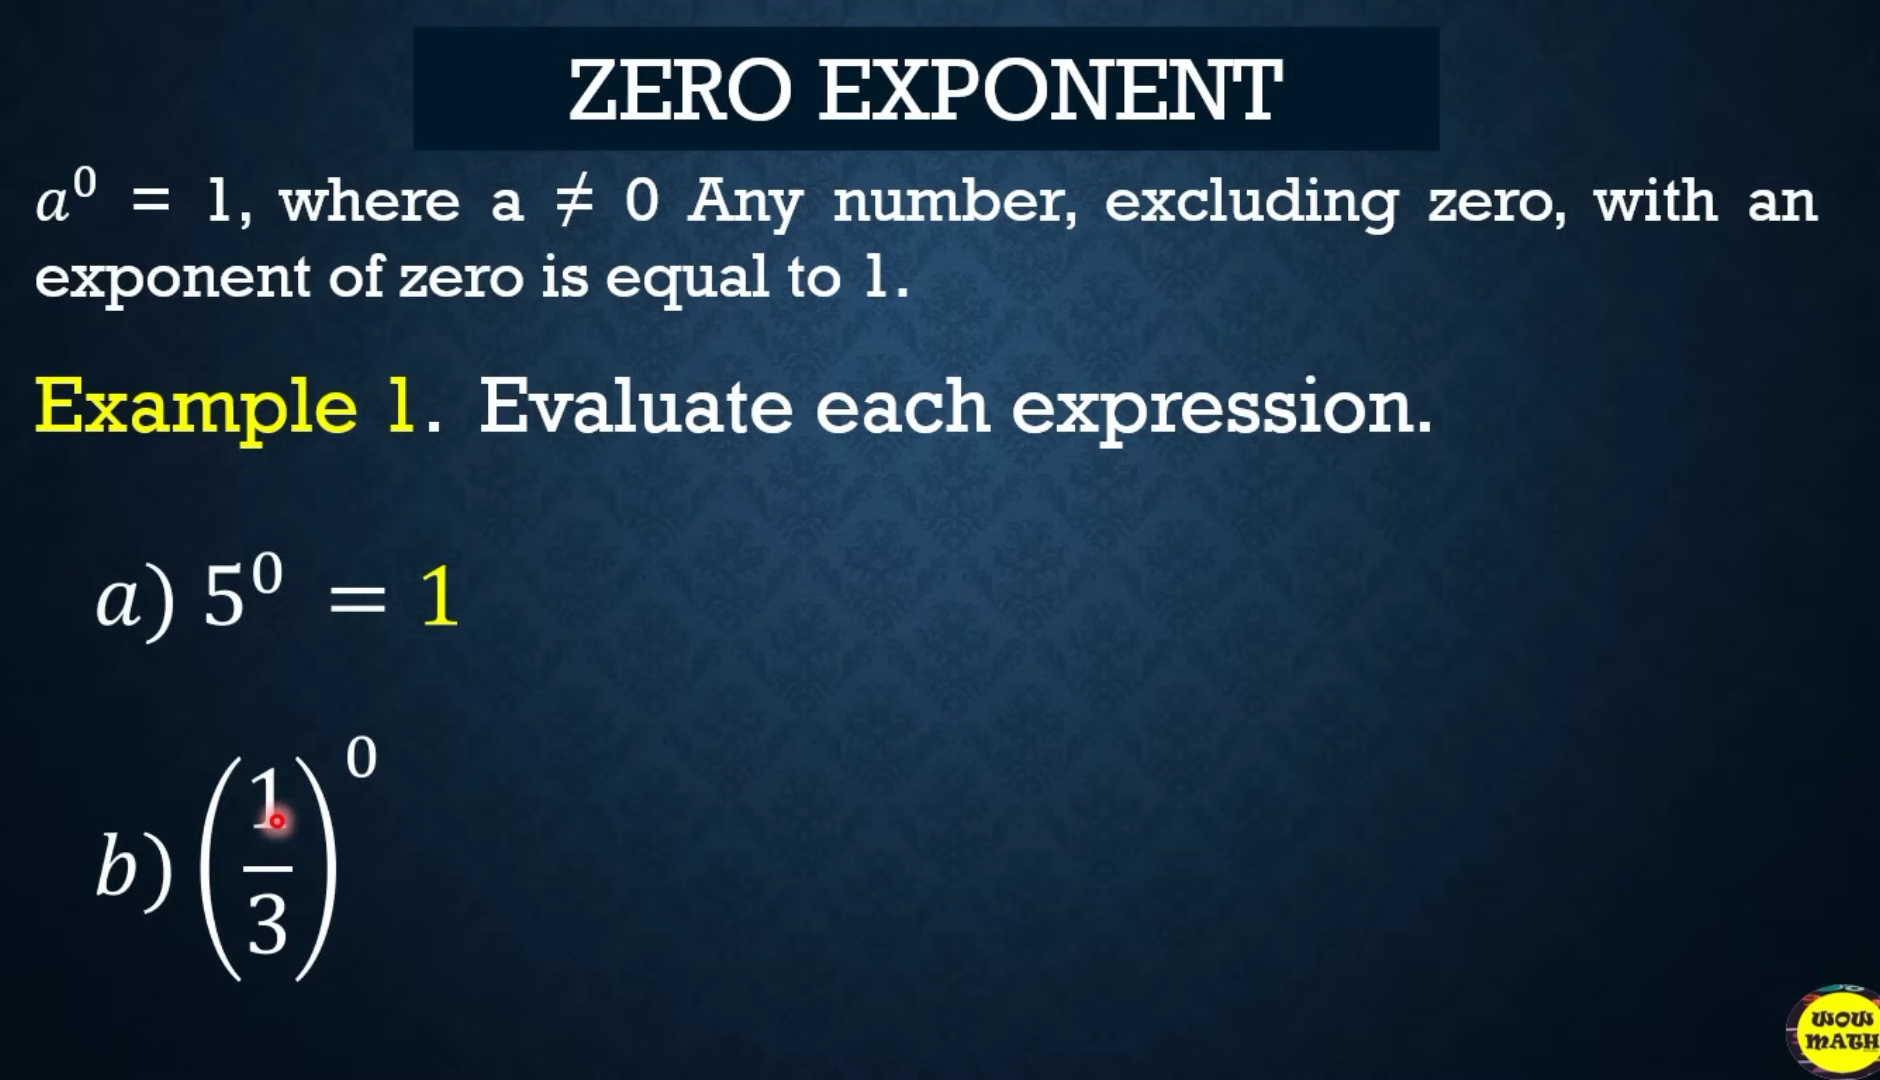 ZERO EXPONENT
a⁰ = 1, where a ≠ 0 Any number, excluding zero, with an
exponent of zero is equal to 1.
Example 1. Evaluate each expression.
a) 5⁰ = 1
b) (1/3)⁰
WOW
MATH